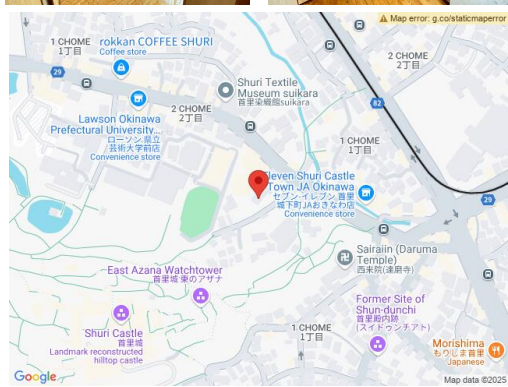 Map error: g.co/staticmaperror
1 CHOME
1丁目
rokkan COFFEE SHURI
Coffee store
2 CHOME
2丁目
29
82
Shuri Textile
Museum suikara
首里染織館suikara
Lawson Okinawa
Prefectural University...
ローソン 県立
芸術大学前店
Convenience store
2 CHOME
2丁目
1 CHOME
1丁目
leven Shuri Castle
Town JA Okinawa
セブン-イレブン 首里
城下町JAおきなわ店
Convenience store
29
Sairaiin (Daruma
Temple)
西来院(達磨寺)
East Azana Watchtower
首里城 東のアザナ
Former Site of
Shun-dunchi
首里殿内跡
(スイドゥンチアト)
Shuri Castle
首里城
Landmark reconstructed
hilltop castle
1 CHOME
1丁目
Morishima
もりしま首里
Japanese
Google
Map data ©2025